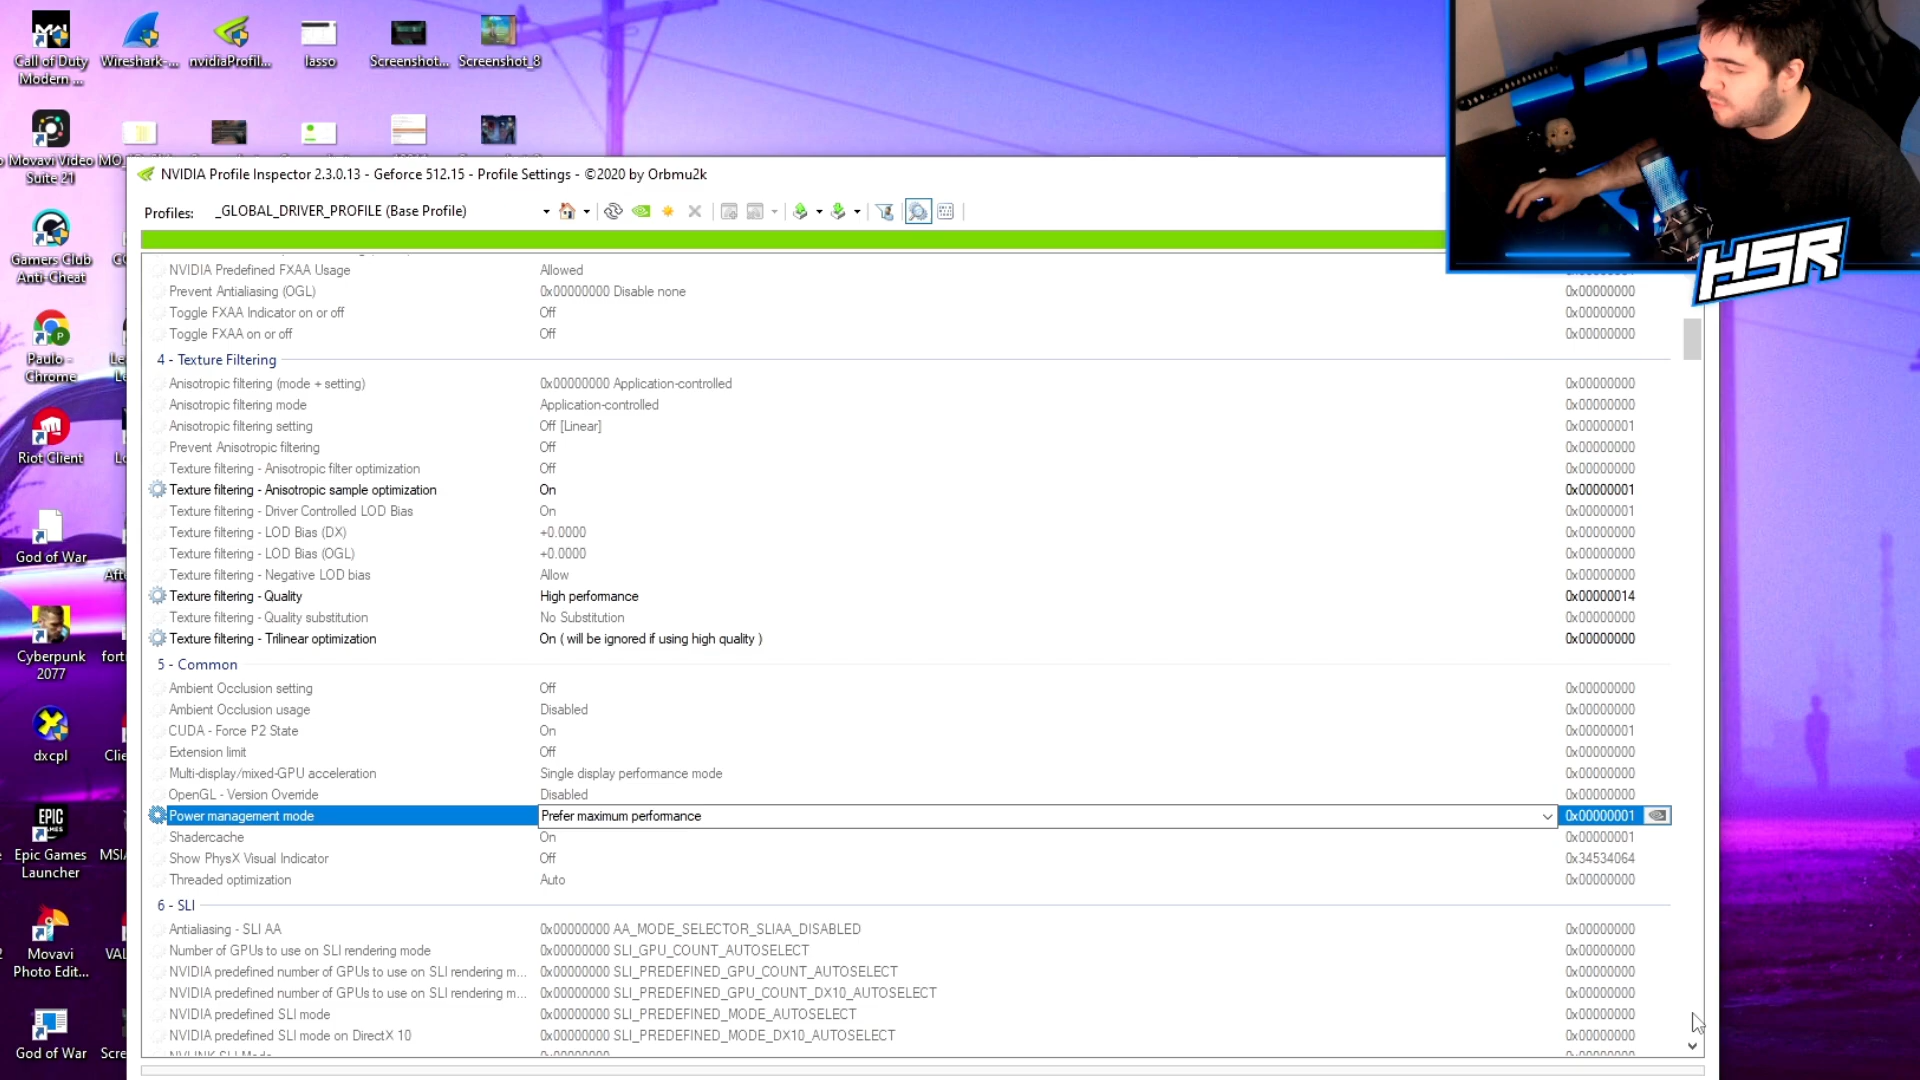 Call of Duty
Modern ...
Wireshark-...
nvidiaProfil...
lasso
Screenshot...
Screenshot_8
Movavi Video
Suite 21
NVIDIA Profile Inspector 2.3.0.13 - Geforce 512.15 - Profile Settings - ©2020 by Orbmu2k
Profiles: _GLOBAL_DRIVER_PROFILE (Base Profile)
HSR
Gamers Club
Anti-Cheat
Paulo -
Chrome
Riot Client
God of War
Cyberpunk
2077
dxcpl
EPIC
Epic Games
Launcher
Movavi
Photo Edit...
God of War
NVIDIA Predefined FXAA Usage Allowed
Prevent Antialiasing (OGL) 0x00000000 Disable none 0x00000000
Toggle FXAA Indicator on or off Off 0x00000000
Toggle FXAA on or off Off 0x00000000
4 - Texture Filtering
Anisotropic filtering (mode + setting) 0x00000000 Application-controlled 0x00000000
Anisotropic filtering mode Application-controlled 0x00000000
Anisotropic filtering setting Off [Linear] 0x00000001
Prevent Anisotropic filtering Off 0x00000000
Texture filtering - Anisotropic filter optimization Off 0x00000000
Texture filtering - Anisotropic sample optimization On 0x00000001
Texture filtering - Driver Controlled LOD Bias On 0x00000001
Texture filtering - LOD Bias (DX) +0.0000 0x00000000
Texture filtering - LOD Bias (OGL) +0.0000 0x00000000
Texture filtering - Negative LOD bias Allow 0x00000000
Texture filtering - Quality High performance 0x00000014
Texture filtering - Quality substitution No Substitution 0x00000000
Texture filtering - Trilinear optimization On ( will be ignored if using high quality ) 0x00000000
5 - Common
Ambient Occlusion setting Off 0x00000000
Ambient Occlusion usage Disabled 0x00000000
CUDA - Force P2 State On 0x00000001
Extension limit Off 0x00000000
Multi-display/mixed-GPU acceleration Single display performance mode 0x00000000
OpenGL - Version Override Disabled 0x00000000
Power management mode Prefer maximum performance 0x00000001
Shadercache On 0x00000001
Show PhysX Visual Indicator Off 0x34534064
Threaded optimization Auto 0x00000000
6 - SLI
Antialiasing - SLI AA 0x00000000 AA_MODE_SELECTOR_SLIAA_DISABLED 0x00000000
Number of GPUs to use on SLI rendering mode 0x00000000 SLI_GPU_COUNT_AUTOSELECT 0x00000000
NVIDIA predefined number of GPUs to use on SLI rendering m... 0x00000000 SLI_PREDEFINED_GPU_COUNT_AUTOSELECT 0x00000000
NVIDIA predefined number of GPUs to use on SLI rendering m... 0x00000000 SLI_PREDEFINED_GPU_COUNT_DX10_AUTOSELECT 0x00000000
NVIDIA predefined SLI mode 0x00000000 SLI_PREDEFINED_MODE_AUTOSELECT 0x00000000
NVIDIA predefined SLI mode on DirectX 10 0x00000000 SLI_PREDEFINED_MODE_DX10_AUTOSELECT 0x00000000